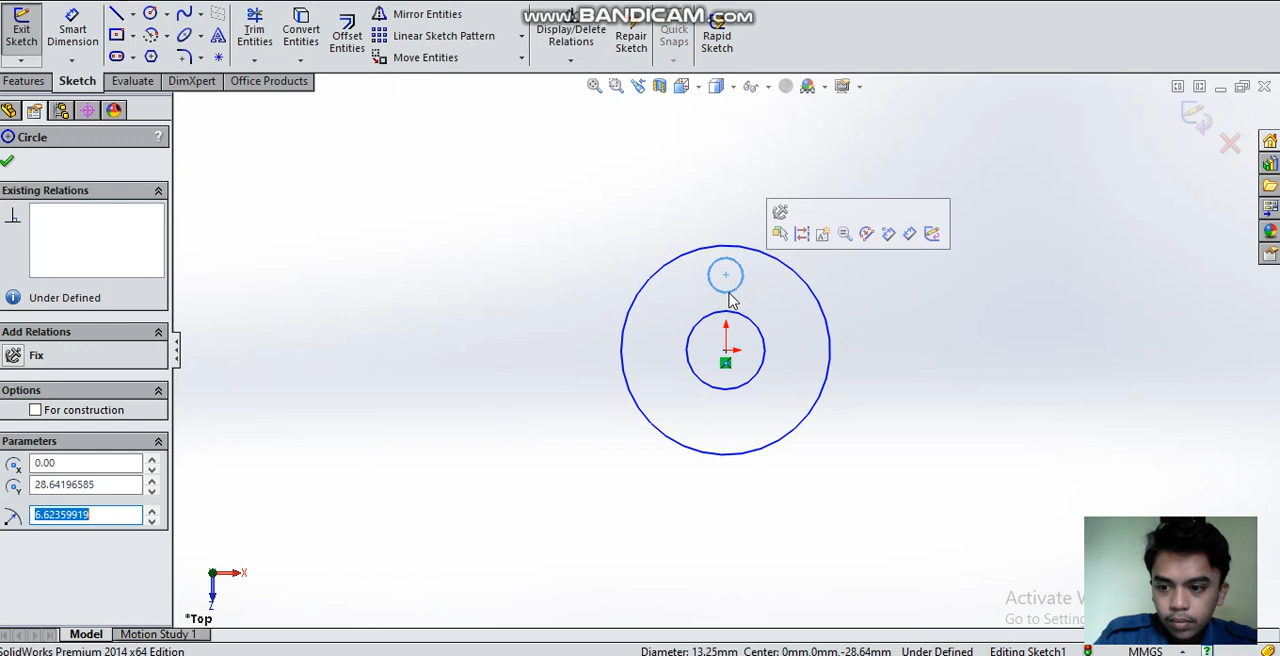 www.BANDICAM.com
Exit Sketch
Smart Dimension
Trim Entities
Convert Entities
Offset Entities
Mirror Entities
Linear Sketch Pattern
Move Entities
Display/Delete Relations
Repair Sketch
Quick Snaps
Rapid Sketch
Features
Sketch
Evaluate
DimXpert
Office Products
Circle
?
Existing Relations
Under Defined
Add Relations
Fix
Options
For construction
Parameters
0.00
28.64196585
6.62359919
X
Z
*Top
Activate W
Go to Setting
Model
Motion Study 1
SolidWorks Premium 2014 x64 Edition
Diameter: 13.25mm Center: 0mm,0mm,-28.64mm
Under Defined
Editing Sketch1
MMGS
?